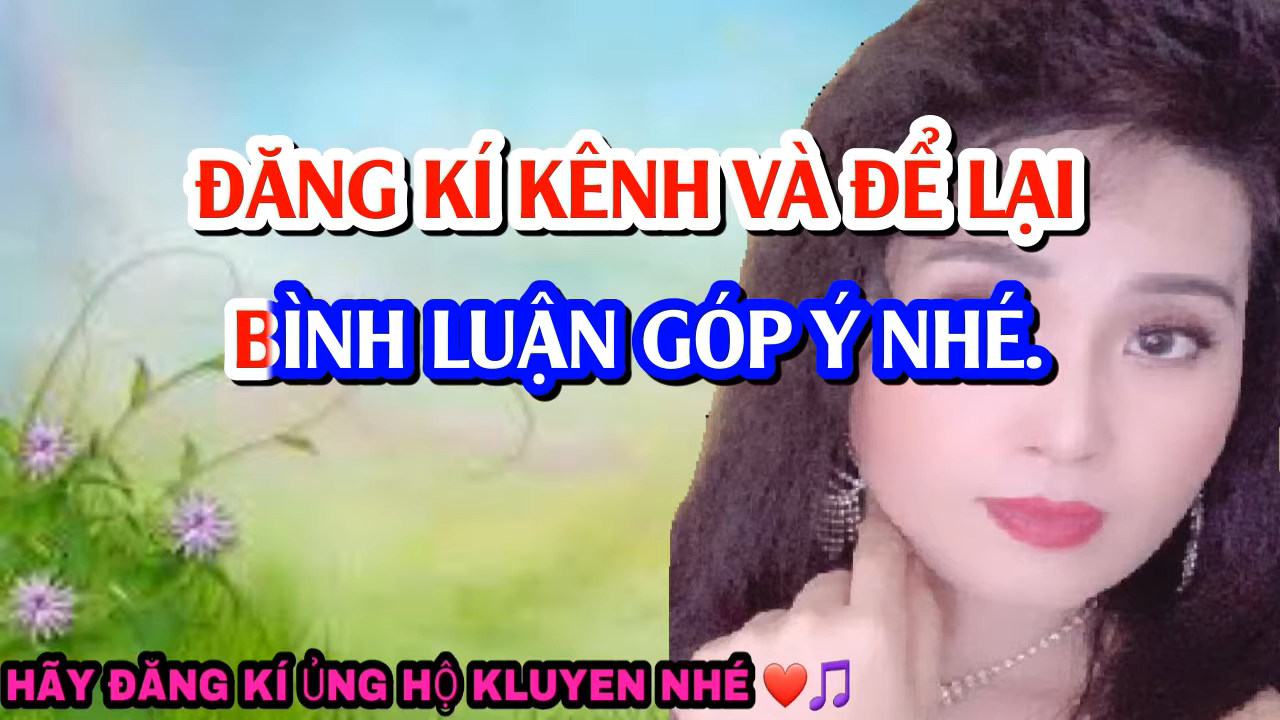 ĐĂNG KÍ KÊNH VÀ ĐỂ LẠI
BÌNH LUẬN GÓP Ý NHÉ.
HÃY ĐĂNG KÍ ỦNG HỘ KLUYEN NHÉ ❤️🎵